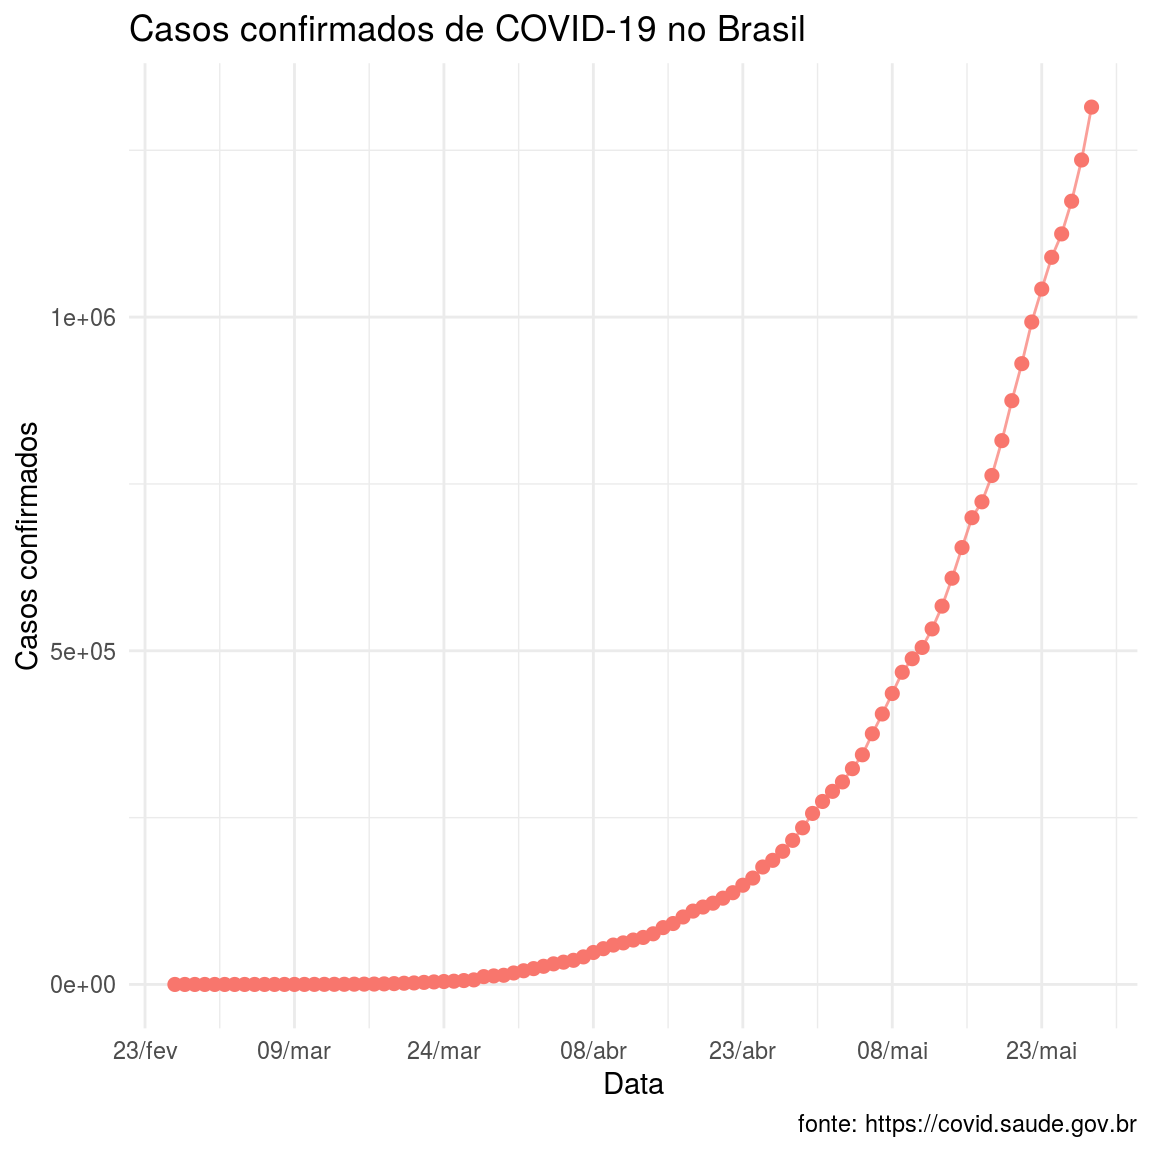 Casos confirmados de COVID-19 no Brasil
Casos confirmados
1e+06
5e+05
0e+00
23/fev 09/mar 24/mar 08/abr 23/abr 08/mai 23/mai
Data
fonte: https://covid.saude.gov.br